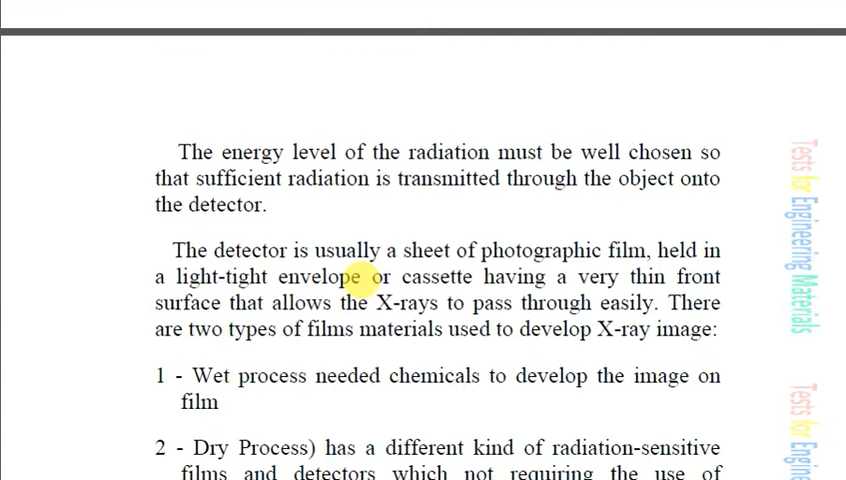 The energy level of the radiation must be well chosen so
that sufficient radiation is transmitted through the object onto
the detector.
The detector is usually a sheet of photographic film, held in
a light-tight envelope or cassette having a very thin front
surface that allows the X-rays to pass through easily. There
are two types of films materials used to develop X-ray image:
1 - Wet process needed chemicals to develop the image on
film
2 - Dry Process) has a different kind of radiation-sensitive
films and detectors which not requiring the use of
Tests for Engineering Materials
Tests for Engine